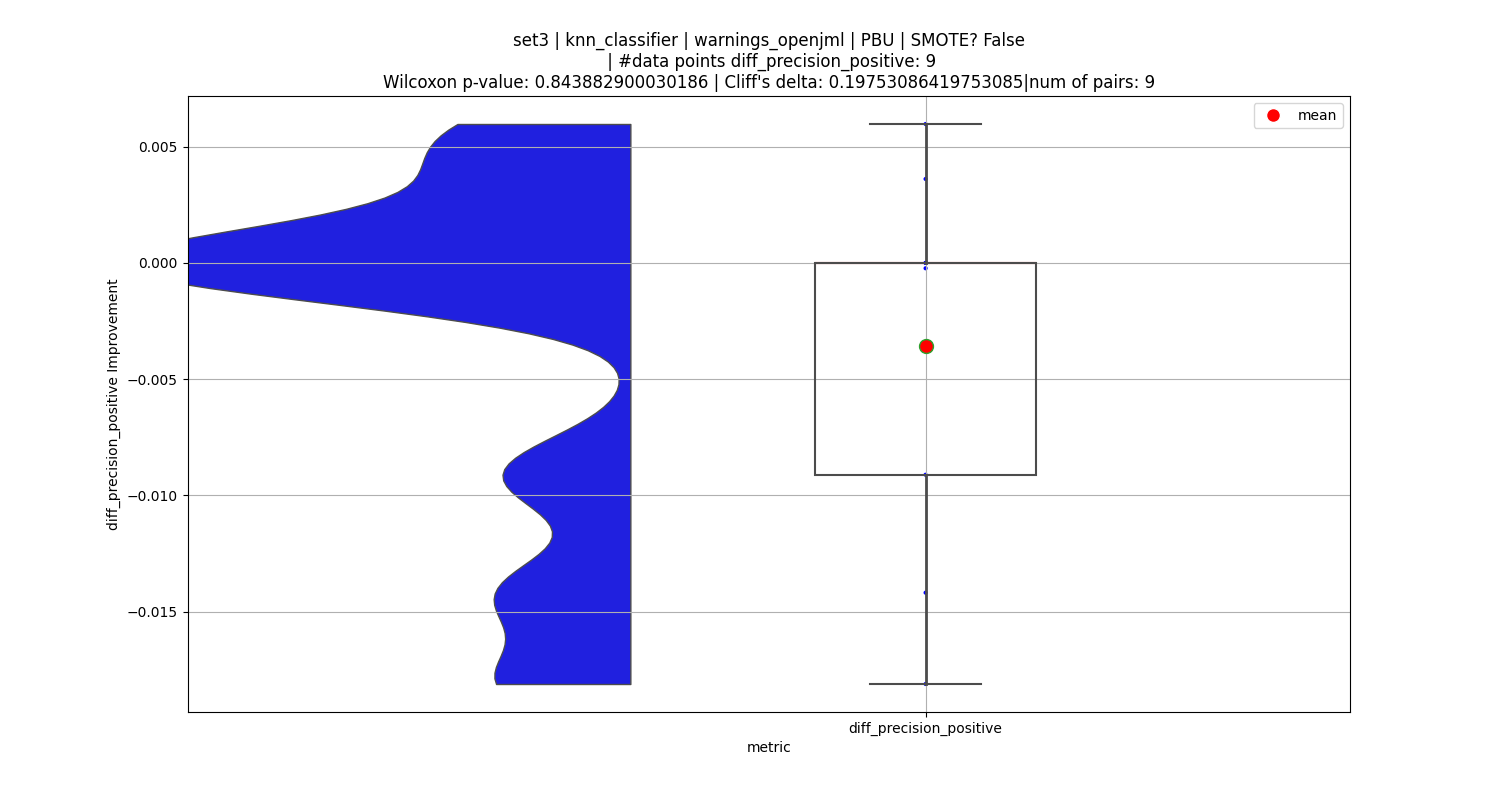 set3 | knn_classifier | warnings_openjml | PBU | SMOTE? False
| #data points diff_precision_positive: 9
Wilcoxon p-value: 0.843882900030186 | Cliff's delta: 0.19753086419753085|num of pairs: 9
mean
0.005
0.000
−0.005
−0.010
−0.015
diff_precision_positive Improvement
diff_precision_positive
metric